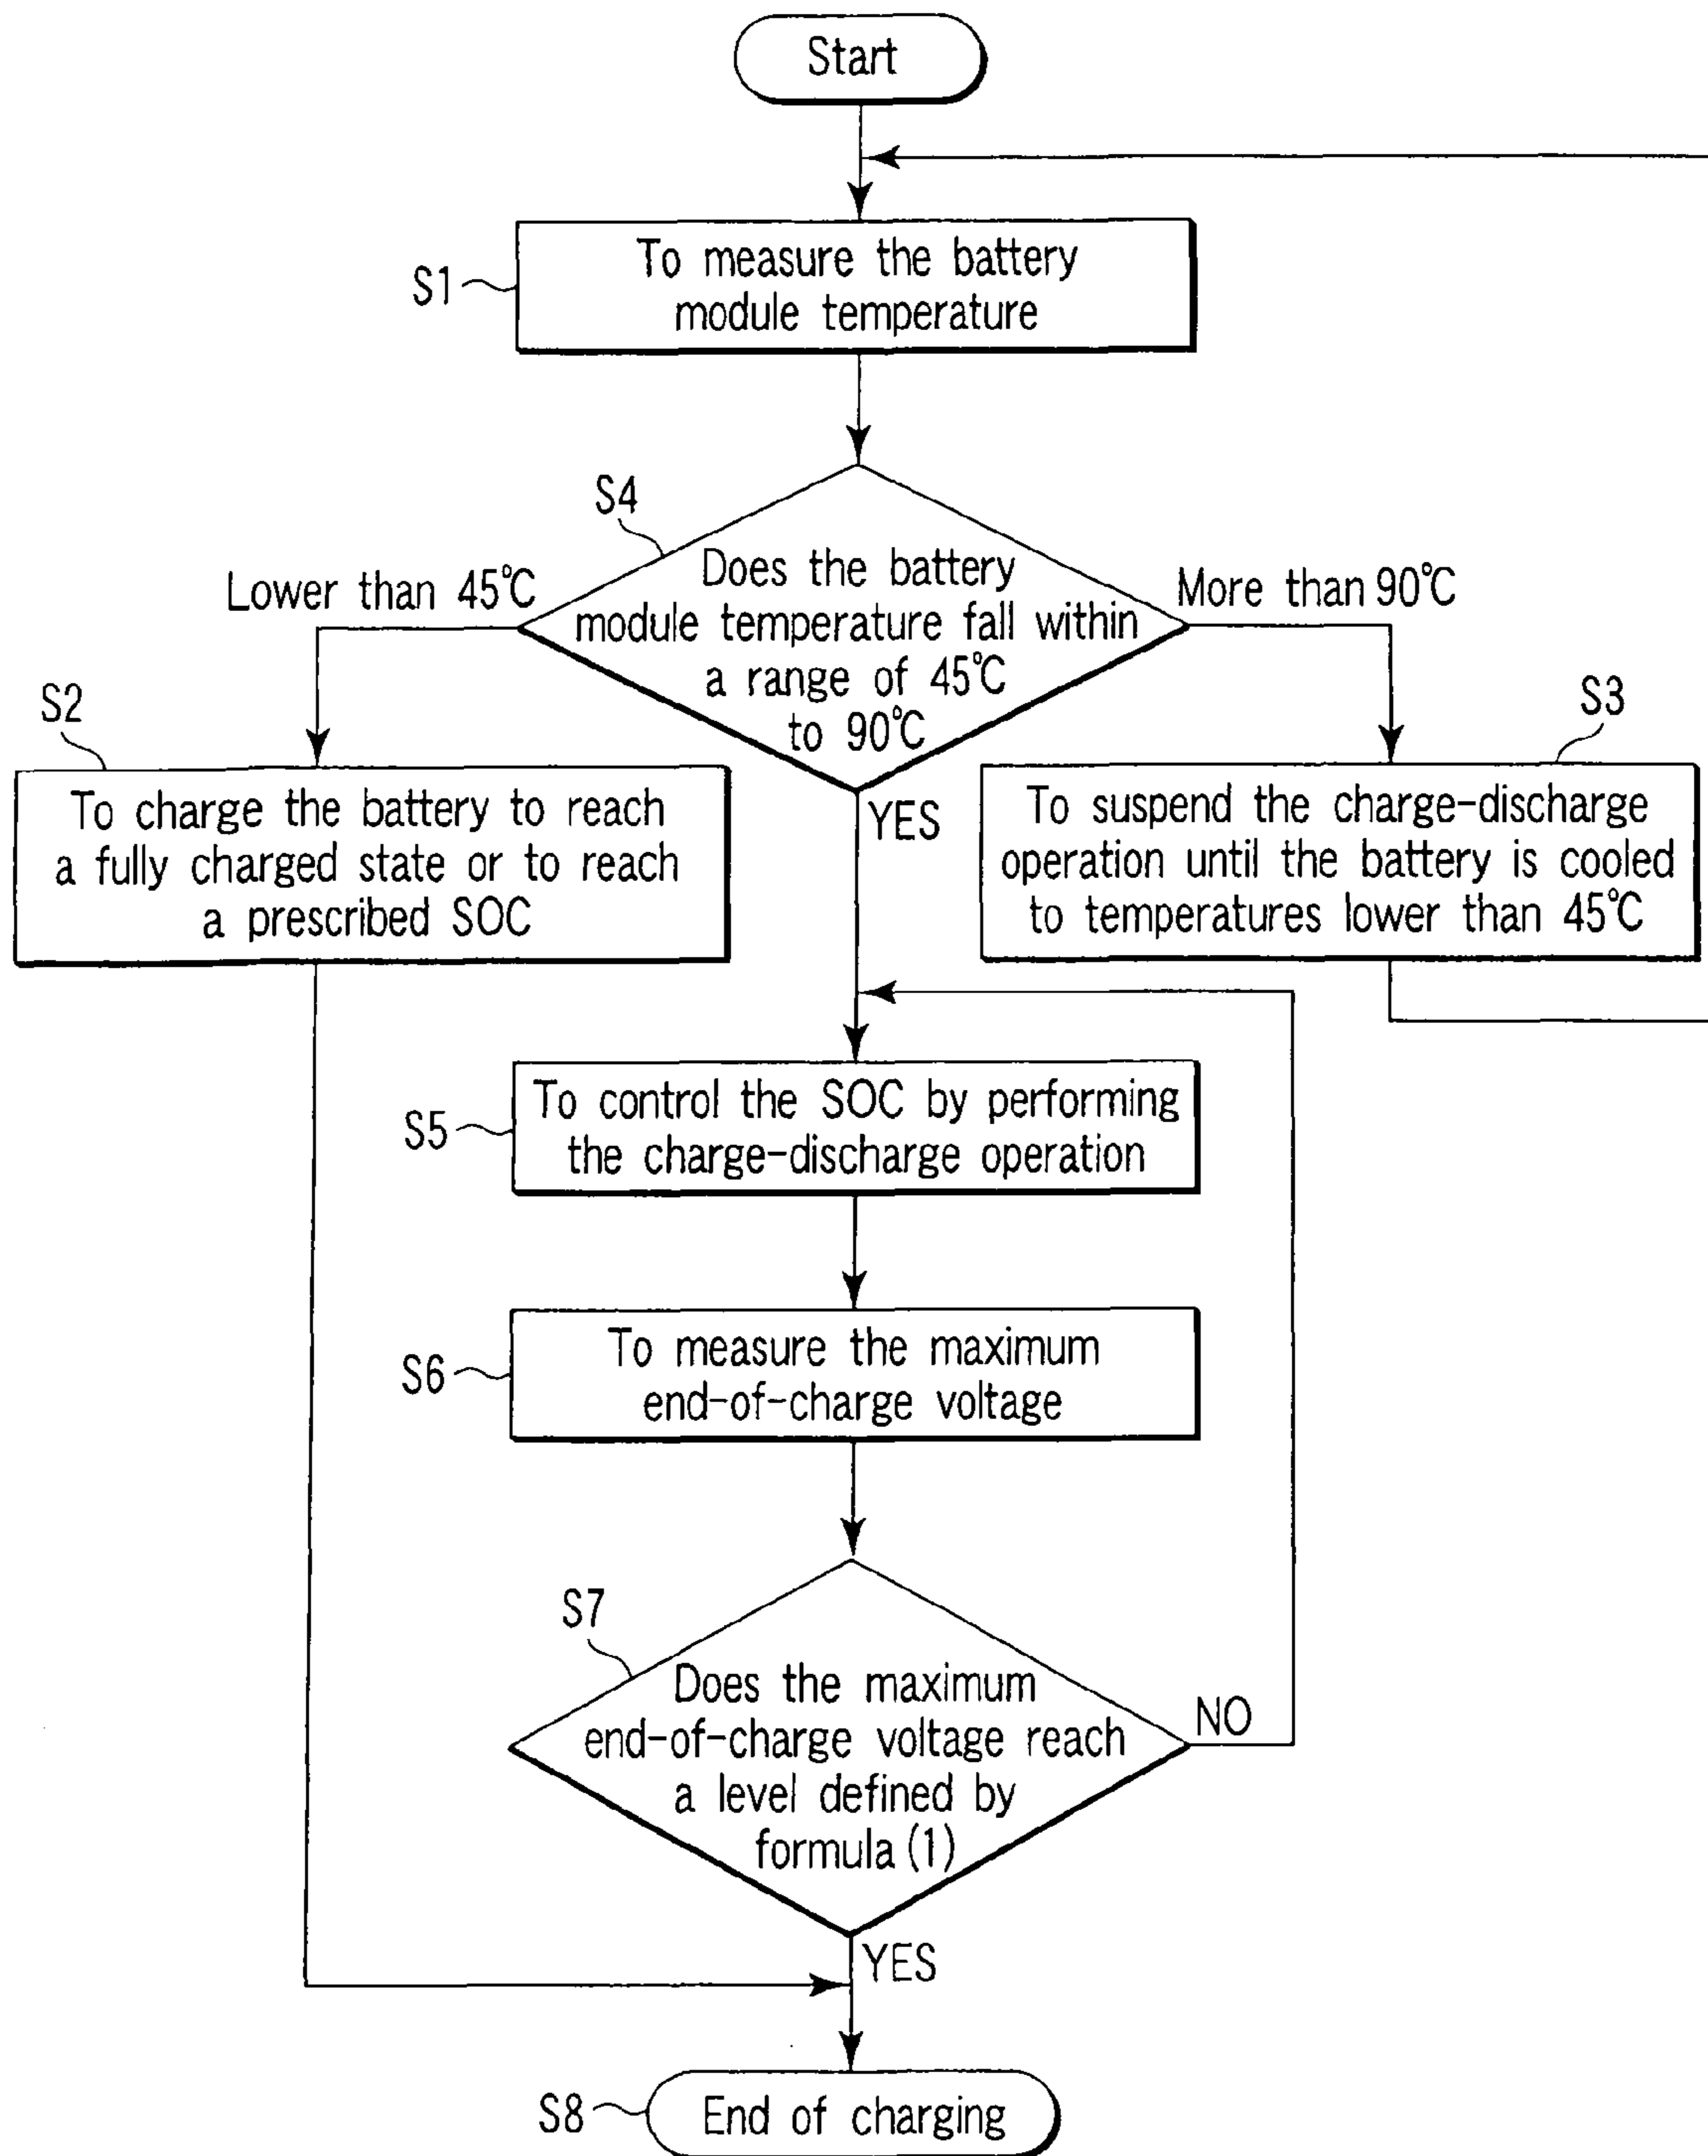 Start
S1
To measure the battery
module temperature
S4
Does the battery
module temperature fall within
a range of 45°C
to 90°C
Lower than 45°C
More than 90°C
S2
To charge the battery to reach
a fully charged state or to reach
a prescribed SOC
YES
S3
To suspend the charge-discharge
operation until the battery is cooled
to temperatures lower than 45°C
S5
To control the SOC by performing
the charge-discharge operation
S6
To measure the maximum
end-of-charge voltage
S7
Does the maximum
end-of-charge voltage reach
a level defined by
formula (1)
NO
YES
S8
End of charging